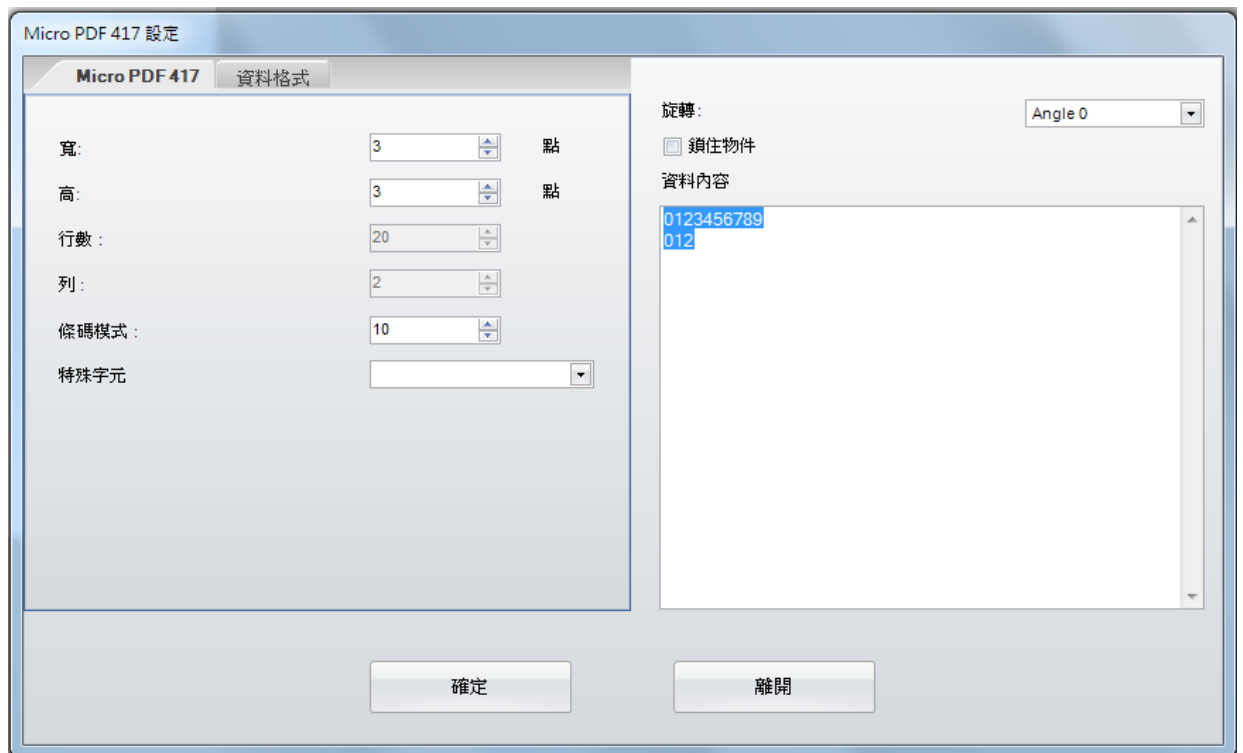 Micro PDF 417 設定
Micro PDF 417 資料格式
寬: 3 點
高: 3 點
行數 : 20
列 : 2
條碼模式 : 10
特殊字元
旋轉: Angle 0
鎖住物件
資料內容
0123456789
012
確定 離開